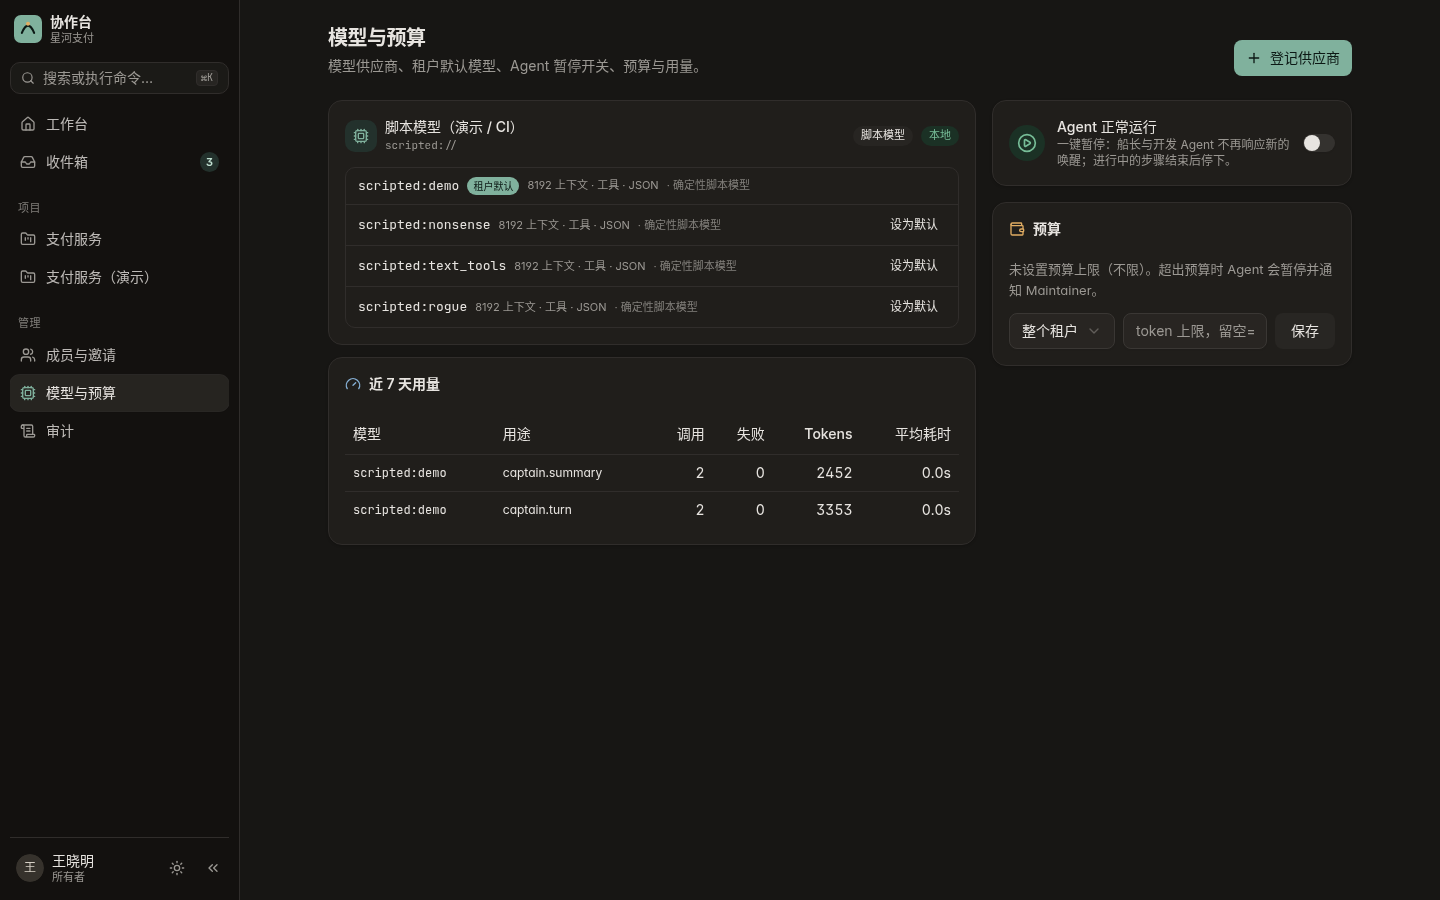 协作台
星河支付
搜索或执行命令...
⌘K
工作台
收件箱
3
项目
支付服务
支付服务（演示）
管理
成员与邀请
模型与预算
审计
王
王晓明
所有者
模型与预算
模型供应商、租户默认模型、Agent 暂停开关、预算与用量。
登记供应商
脚本模型（演示 / CI）
scripted://
脚本模型
本地
scripted:demo 租户默认 8192 上下文 · 工具 · JSON · 确定性脚本模型
scripted:nonsense 8192 上下文 · 工具 · JSON · 确定性脚本模型 设为默认
scripted:text_tools 8192 上下文 · 工具 · JSON · 确定性脚本模型 设为默认
scripted:rogue 8192 上下文 · 工具 · JSON · 确定性脚本模型 设为默认
近 7 天用量
模型 用途 调用 失败 Tokens 平均耗时
scripted:demo captain.summary 2 0 2452 0.0s
scripted:demo captain.turn 2 0 3353 0.0s
Agent 正常运行
一键暂停：船长与开发 Agent 不再响应新的
唤醒；进行中的步骤结束后停下。
预算
未设置预算上限（不限）。超出预算时 Agent 会暂停并通
知 Maintainer。
整个租户
token 上限，留空=
保存